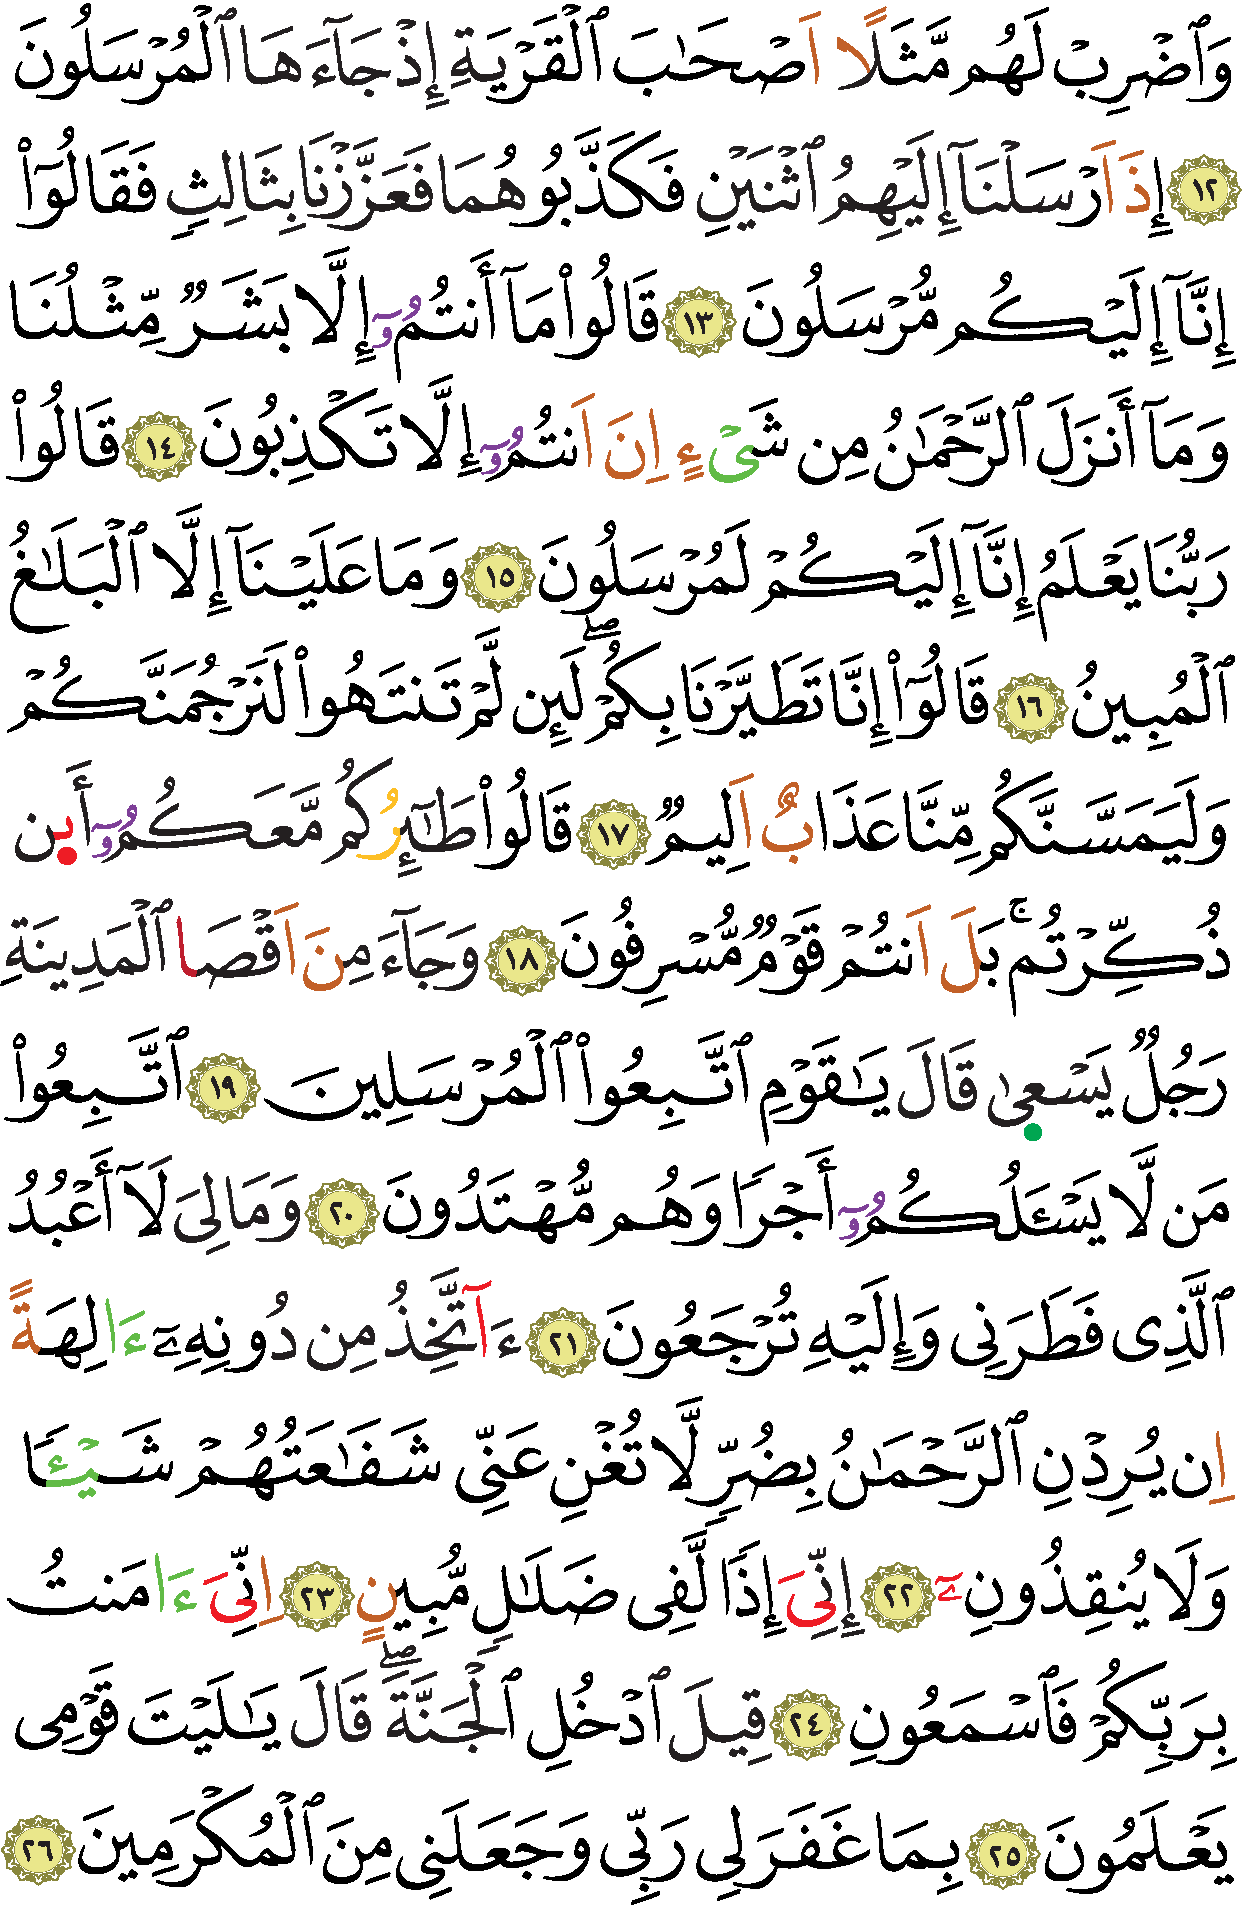 وَٱضۡرِبۡ لَهُم مَّثَلًا اَصۡحَٰبَ ٱلۡقَرۡيَةِ إِذۡ جَآءَهَا ٱلۡمُرۡسَلُونَ
١٢ إِذَ اَرۡسَلۡنَآ إِلَيۡهِمُ ٱثۡنَيۡنِ فَكَذَّبُوهُمَا فَعَزَّزۡنَا بِثَالِثٍ فَقَالُوٓاْ
إِنَّآ إِلَيۡكُم مُّرۡسَلُونَ ١٣ قَالُواْ مَآ أَنتُمُۥٓ إِلَّا بَشَرٌ مِّثۡلُنَا
وَمَآ أَنزَلَ ٱلرَّحۡمَٰنُ مِن شَيۡءٍ اِنَ اَنتُمُۥٓ إِلَّا تَكۡذِبُونَ ١٤ قَالُواْ
رَبُّنَا يَعۡلَمُ إِنَّآ إِلَيۡكُمۡ لَمُرۡسَلُونَ ١٥ وَمَا عَلَيۡنَآ إِلَّا ٱلۡبَلَٰغُ
ٱلۡمُبِينُ ١٦ قَالُوٓاْ إِنَّا تَطَيَّرۡنَا بِكُمۡۖ لَئِن لَّمۡ تَنتَهُواْ لَنَرۡجُمَنَّكُمۡ
وَلَيَمَسَّنَّكُم مِّنَّا عَذَابٌ اَلِيمٌ ١٧ قَالُواْ طَٰٓئِرُكُم مَّعَكُمُۥٓ أَىِٕن
ذُكِّرۡتُمۚ بَلَ اَنتُمۡ قَوۡمٌ مُّسۡرِفُونَ ١٨ وَجَآءَ مِنَ اَقۡصَا ٱلۡمَدِينَةِ
رَجُلٌ يَسۡعىٰ قَالَ يَٰقَوۡمِ ٱتَّبِعُواْ ٱلۡمُرۡسَلِينَ ١٩ ٱتَّبِعُواْ
مَن لَّا يَسۡـَٔلُكُمُۥٓ أَجۡرًا وَهُم مُّهۡتَدُونَ ٢٠ وَمَا لِيَ لَآ أَعۡبُدُ
ٱلَّذِى فَطَرَنِى وَإِلَيۡهِ تُرۡجَعُونَ ٢١ ءَآتَّخِذُ مِن دُونِهِۦٓ ءَالِهَةً
اِن يُرِدۡنِ ٱلرَّحۡمَٰنُ بِضُرٍّ لَّا تُغۡنِ عَنِّى شَفَٰعَتُهُمۡ شَيۡـًٔا
وَلَا يُنقِذُونِۦٓ ٢٢ إِنِّىَ إِذًا لَّفِى ضَلَٰلٍ مُّبِينٍ ٢٣ اِنِّىَ ءَامَنتُ
بِرَبِّكُمۡ فَٱسۡمَعُونِ ٢٤ قِيلَ ٱدۡخُلِ ٱلۡجَنَّةَۖ قَالَ يَٰلَيۡتَ قَوۡمِى
يَعۡلَمُونَ ٢٥ بِمَا غَفَرَ لِى رَبِّى وَجَعَلَنِى مِنَ ٱلۡمُكۡرَمِينَ ٢٦